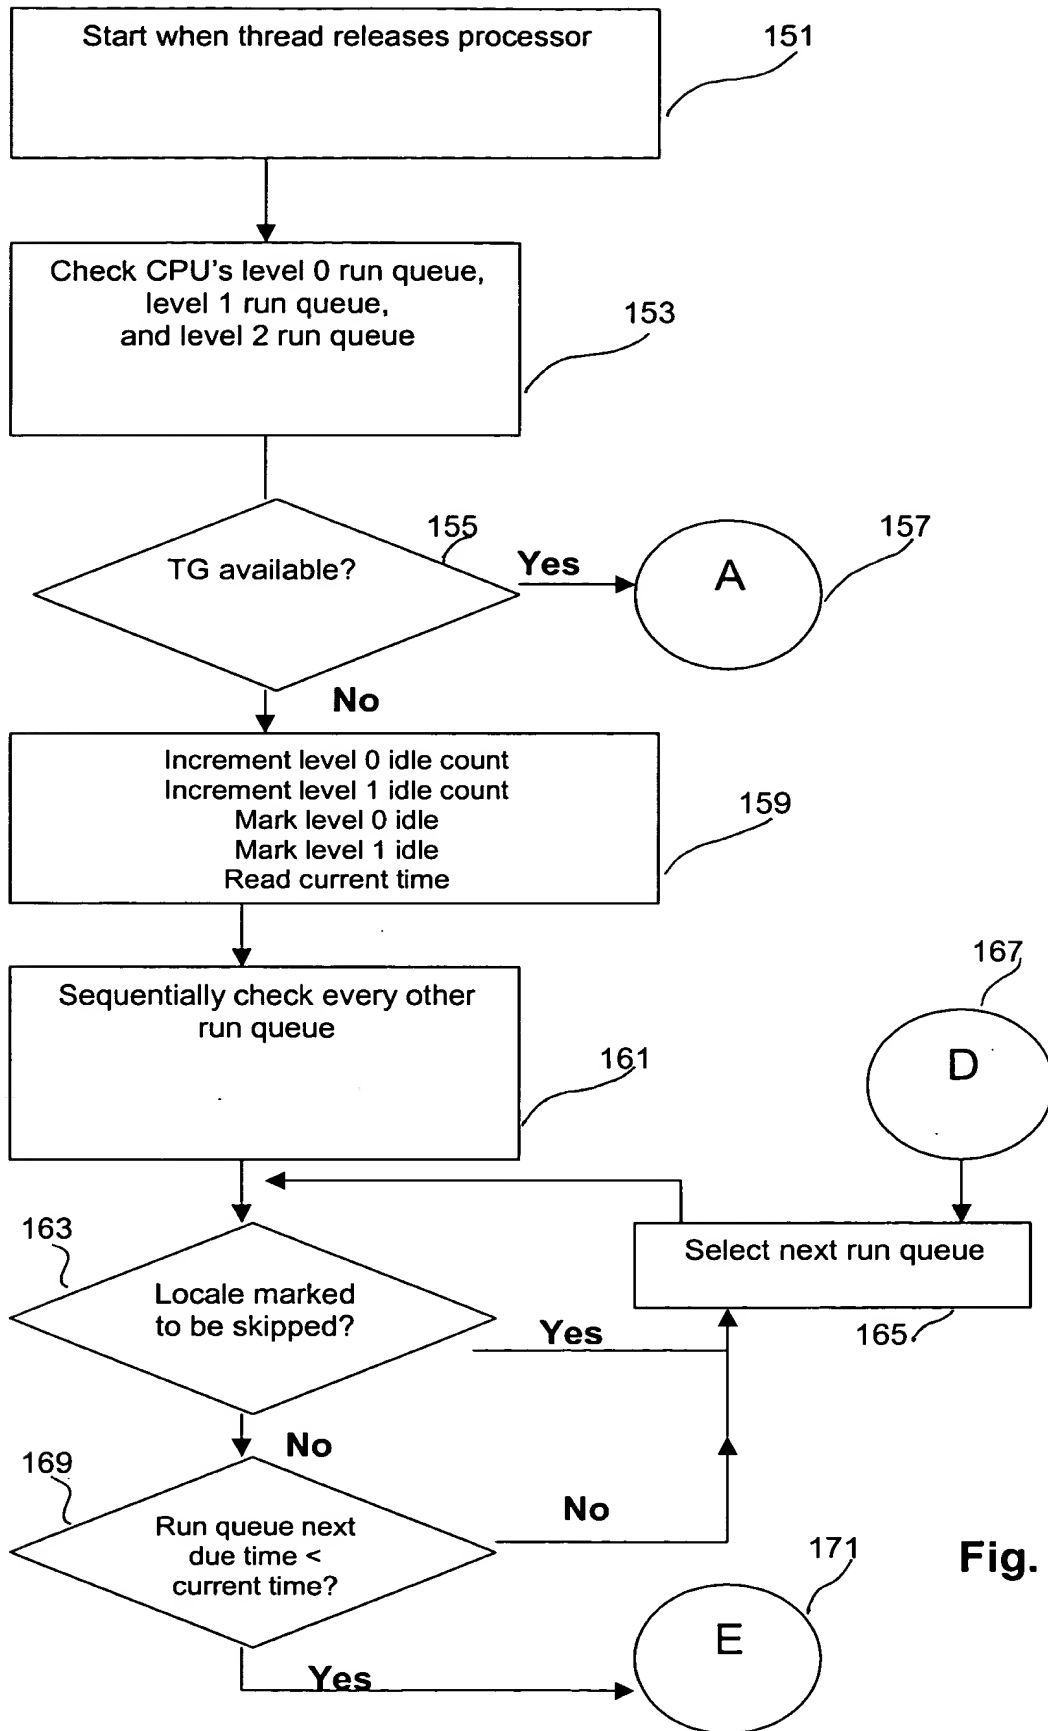 Start when thread releases processor
151
Check CPU's level 0 run queue,
level 1 run queue,
and level 2 run queue
153
TG available?
155
Yes
A
157
No
Increment level 0 idle count
Increment level 1 idle count
Mark level 0 idle
Mark level 1 idle
Read current time
159
Sequentially check every other
run queue
161
167
D
163
Locale marked
to be skipped?
Yes
Select next run queue
165
No
169
Run queue next
due time <
current time?
No
Fig.
171
E
Yes